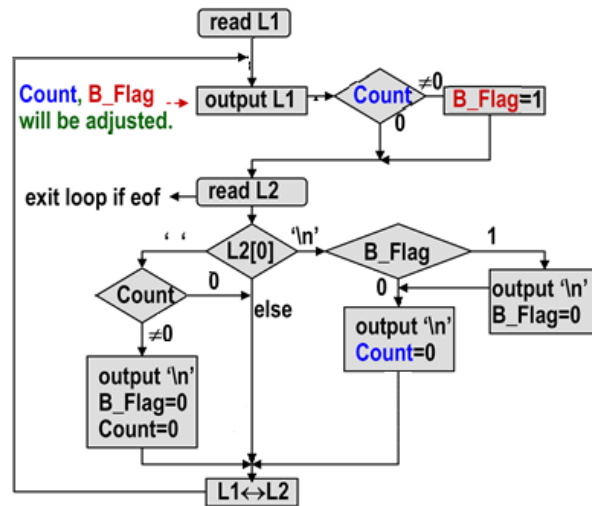 read L1
Count, B_Flag
will be adjusted.
output L1
Count
≠0
B_Flag=1
0
read L2
exit loop if eof
‘ ‘
L2[0]
‘\n’
B_Flag
1
Count
0
else
0
output ‘\n’
B_Flag=0
≠0
output ‘\n’
Count=0
output ‘\n’
B_Flag=0
Count=0
L1↔L2